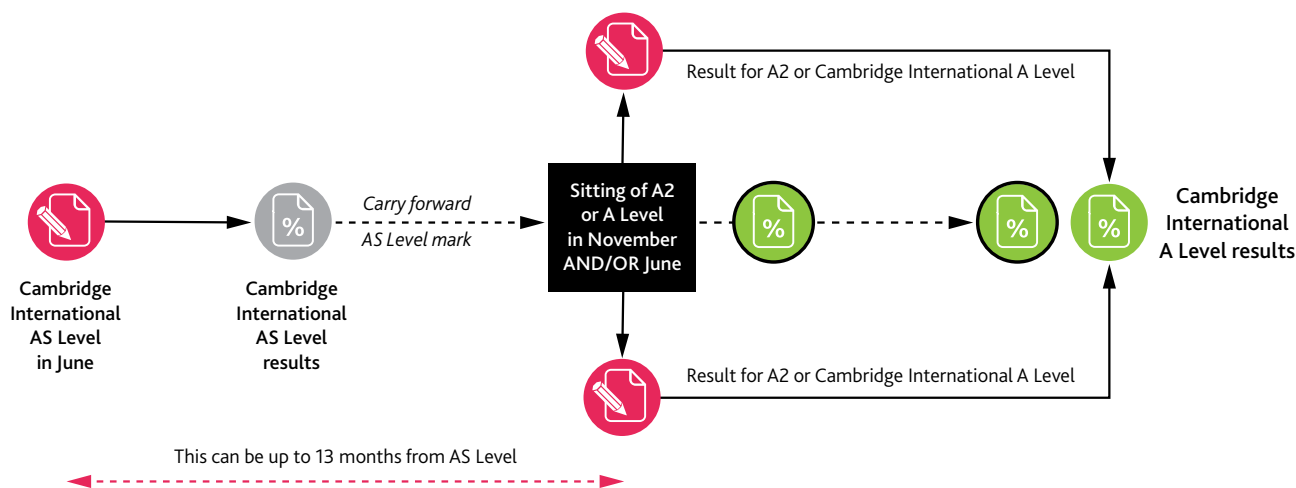 Result for A2 or Cambridge International A Level
Carry forward
AS Level mark
Sitting of A2
or A Level
in November
AND/OR June
%
%
%
%
Cambridge
International
A Level results
Cambridge
International
AS Level
in June
Cambridge
International
AS Level
results
Result for A2 or Cambridge International A Level
This can be up to 13 months from AS Level